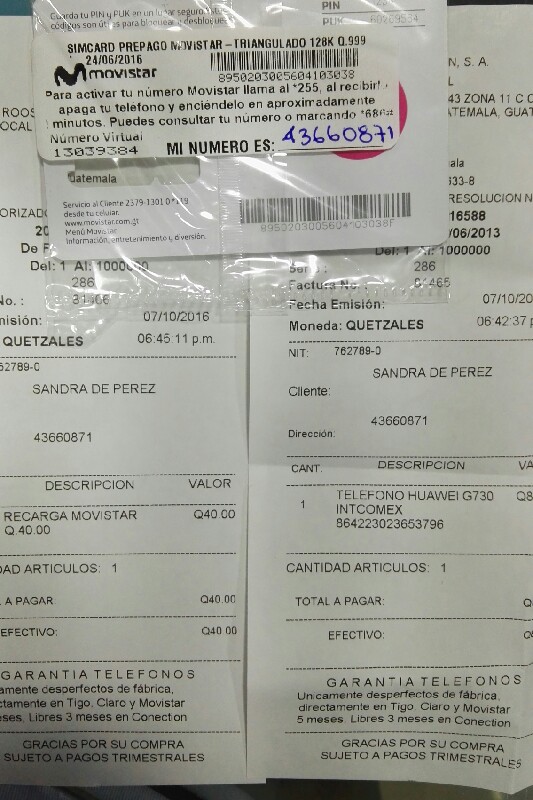 Guarda tu PIN y PUK en un lugar seguro. Estos
códigos son útiles para bloquear o desbloquear
PIN
PUK
SIMCARD PREPAGO MOVISTAR - TRIANGULADO 128K Q.999
24/06/2016
movistar
8950203005604103038
Para activar tu número Movistar llama al *255, al recibirl
apaga tu telefono y enciéndelo en aproximadamente
minutos. Puedes consultar tu número o marcando *686#
Número Virtual
13039384
MI NUMERO ES: 43660871
Guatemala
Servicio al Cliente 2379-1301 O *119
desde tu celular.
www.movistar.com.gt
Menú Movistar
Información, entretenimiento y diversión.
8950203005604103038F
ROOS
OCAL
ORIZADO
20
De F
Del: 1 Al: 1000000
286
No. :
misión: 07/10/2016
QUETZALES 06:45:11 p.m.
62789-0
SANDRA DE PEREZ
43660871
DESCRIPCION VALOR
RECARGA MOVISTAR Q40.00
Q.40.00
DAD ARTICULOS: 1
L A PAGAR: Q40.00
EFECTIVO: Q40.00
GARANTIA TELEFONOS
camente desperfectos de fábrica,
ctamente en Tigo, Claro y Movistar
eses. Libres 3 meses en Conection
GRACIAS POR SU COMPRA
SUJETO A PAGOS TRIMESTRALES
N, S. A.
43 ZONA 11 C C
ATEMALA, GUAT
ala
633-8
RESOLUCION N
16588
/06/2013
Del: 1 Al: 1000000
Serie : 286
Factura No. : 81465
Fecha Emisión: 07/10
Moneda: QUETZALES 06:42:37 p
NIT: 762789-0
SANDRA DE PEREZ
Cliente:
43660871
Dirección:
CANT. DESCRIPCION VA
1 TELEFONO HUAWEI G730 Q8
INTCOMEX
864223023653796
CANTIDAD ARTICULOS: 1
TOTAL A PAGAR: Q
EFECTIVO: Q
GARANTIA TELEFONOS
Unicamente desperfectos de fábrica,
directamente en Tigo, Claro y Movistar
5 meses. Libres 3 meses en Conection
GRACIAS POR SU COMPRA
SUJETO A PAGOS TRIMESTRALES